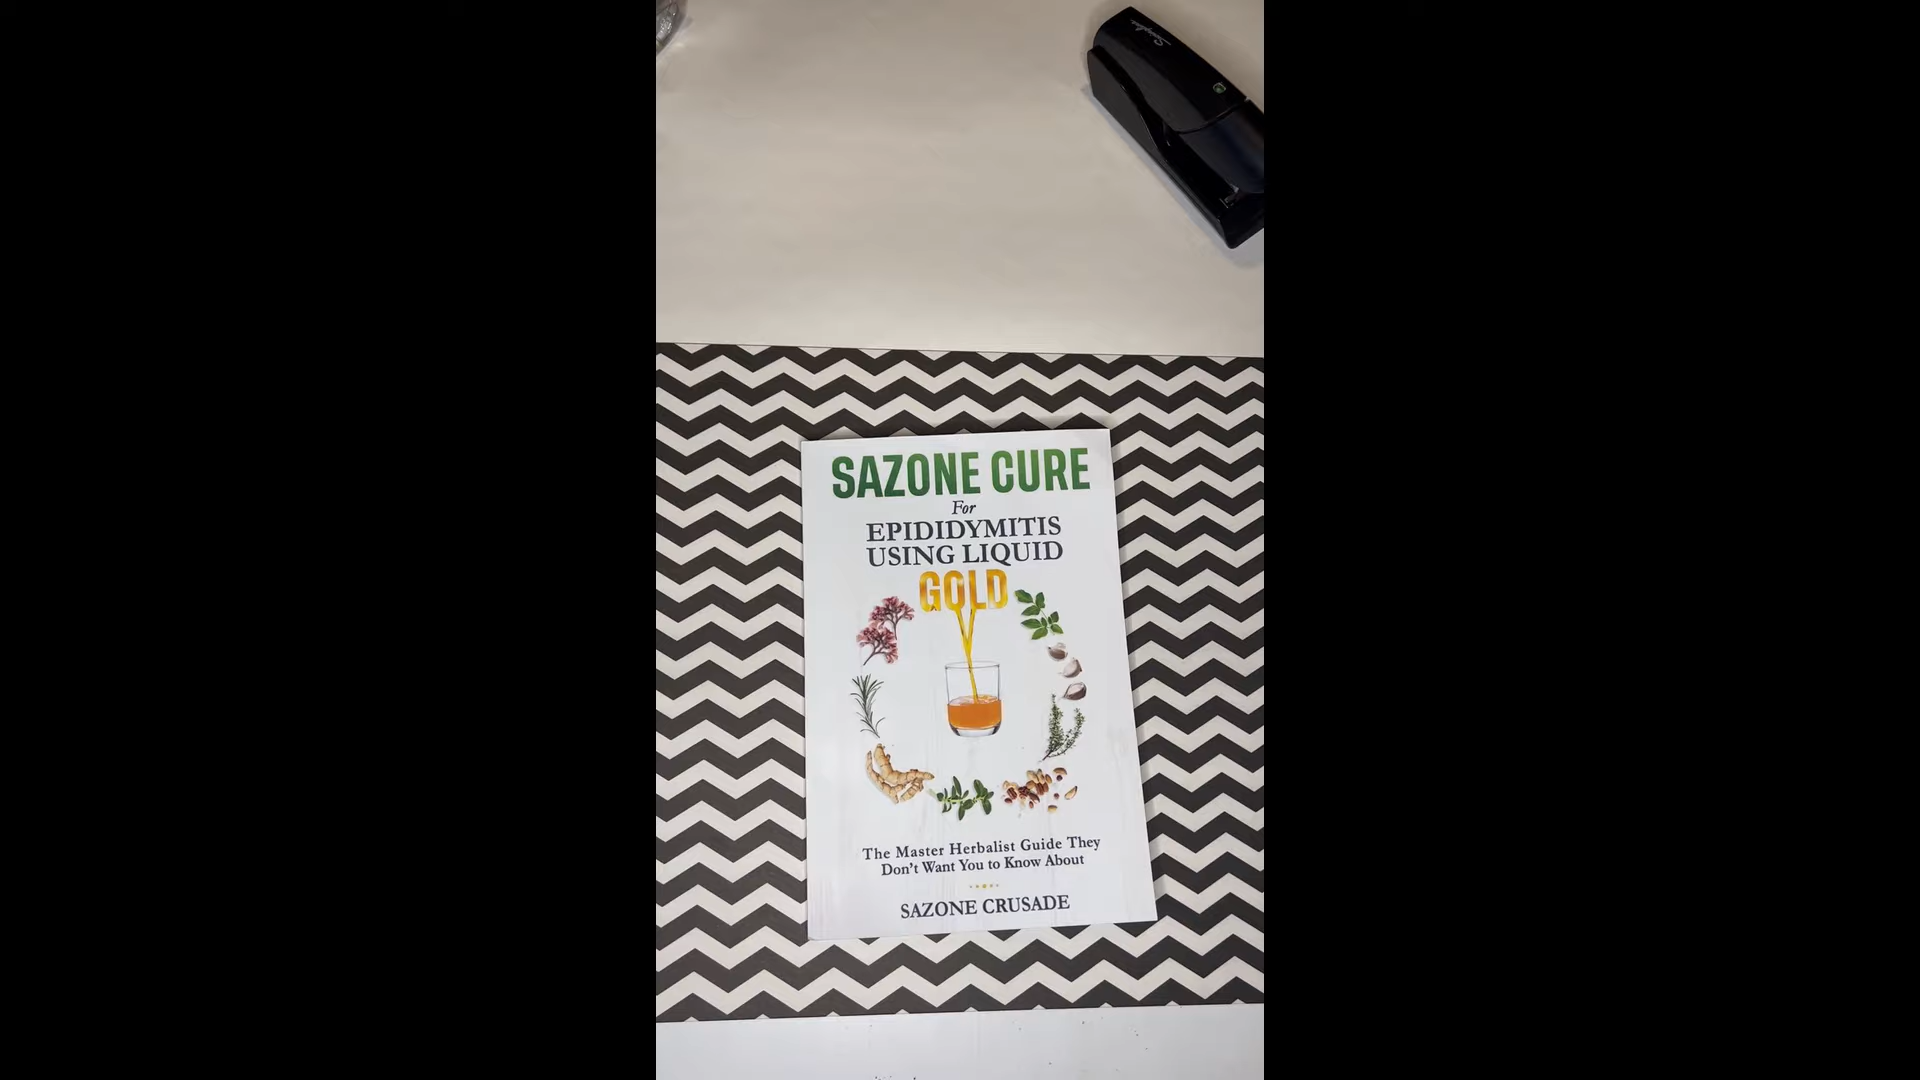 Swingline
SAZONE CURE
For
EPIDIDYMITIS
USING LIQUID
GOLD
The Master Herbalist Guide They
Don't Want You to Know About
SAZONE CRUSADE